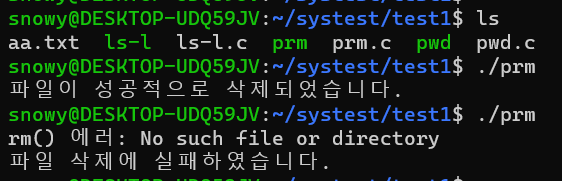 snowy@DESKTOP-UDQ59JV:~/systest/test1$ ls
aa.txt ls-l ls-l.c prm prm.c pwd pwd.c
snowy@DESKTOP-UDQ59JV:~/systest/test1$ ./prm
파일이 성공적으로 삭제되었습니다.
snowy@DESKTOP-UDQ59JV:~/systest/test1$ ./prm
rm() 에러: No such file or directory
파일 삭제에 실패하였습니다.